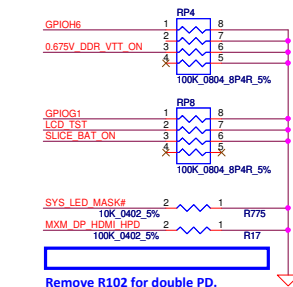 RP4
GPIOH6 1 8
2 7
0.675V_DDR_VTT_ON 3 6
4 5
100K_0804_8P4R_5%
RP8
GPIOG1 1 8
LCD_TST 2 7
SLICE_BAT_ON 3 6
4 5
100K_0804_8P4R_5%
SYS_LED_MASK# 2 1
10K_0402_5% R775
MXM_DP_HDMI_HPD 2 1
100K_0402_5% R17
Remove R102 for double PD.